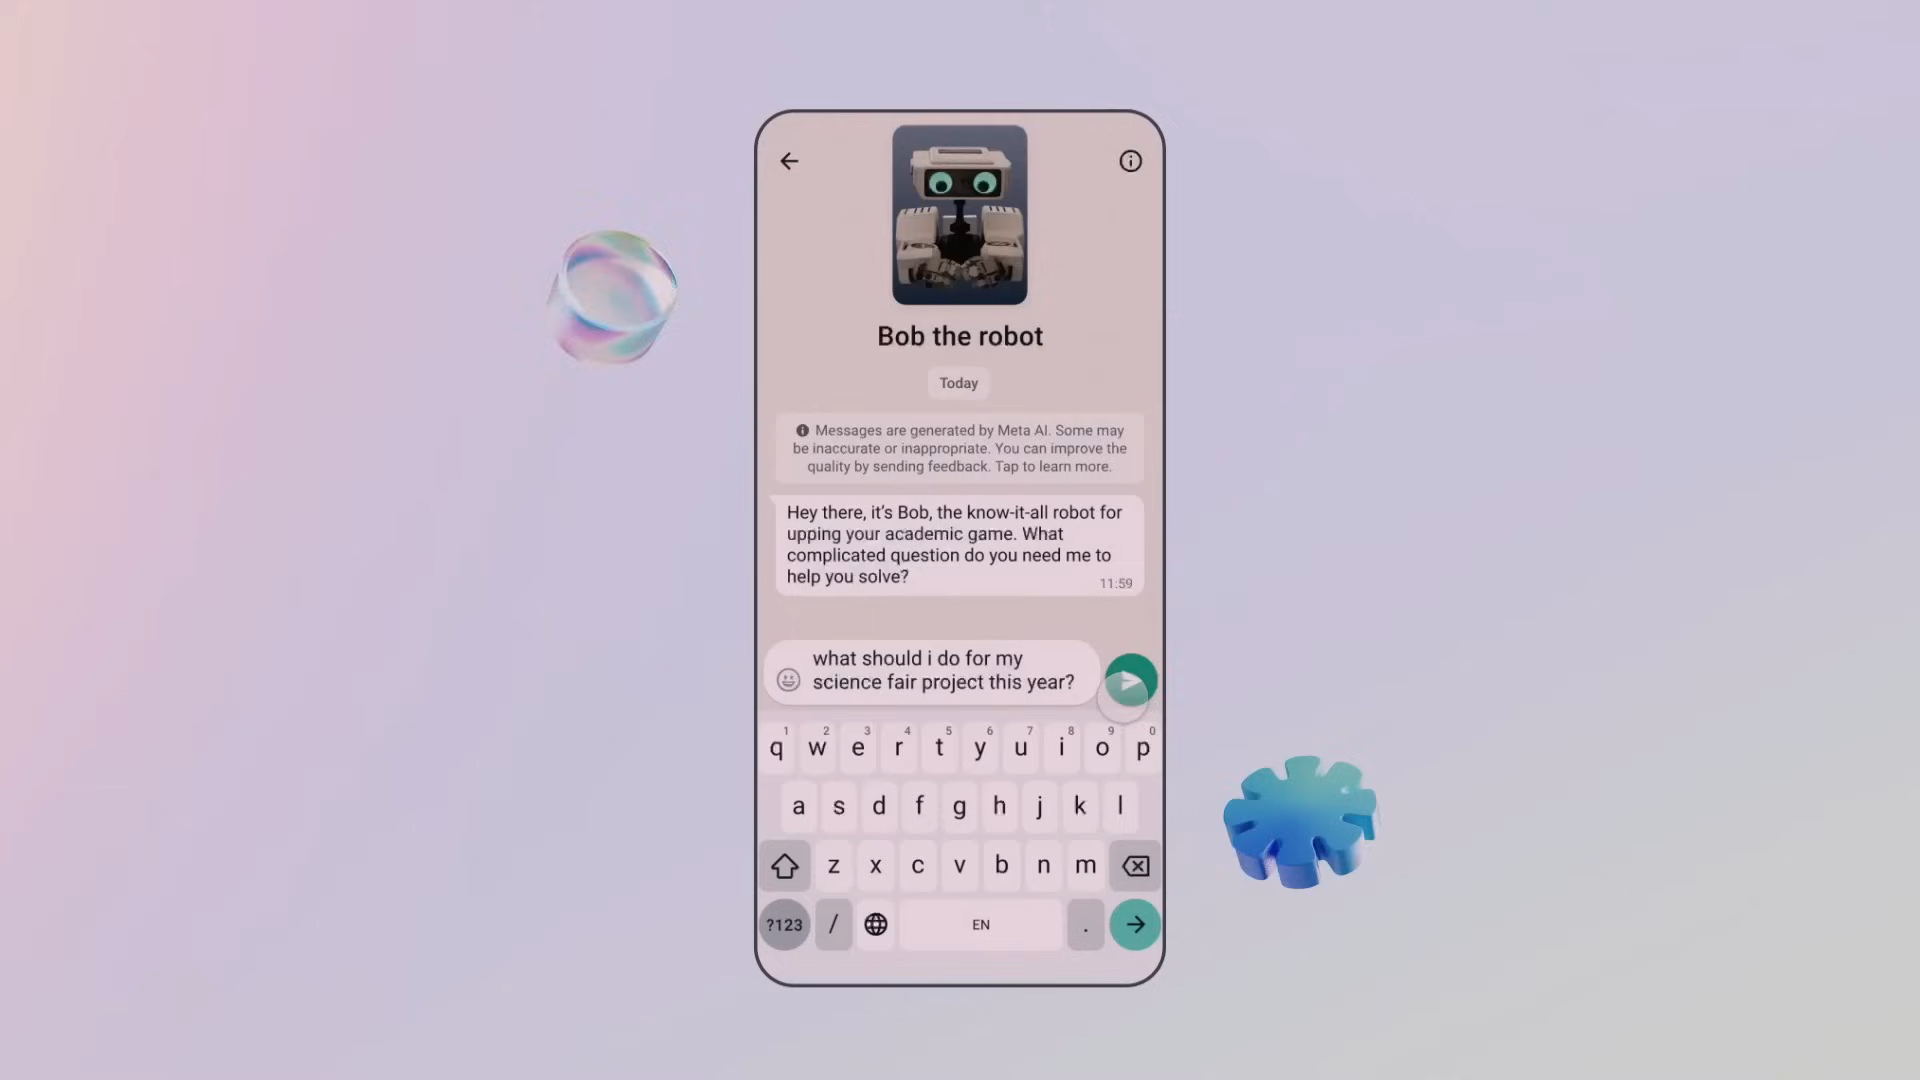 Bob the robot
Today
Messages are generated by Meta AI. Some may
be inaccurate or inappropriate. You can improve the
quality by sending feedback. Tap to learn more.
Hey there, it's Bob, the know-it-all robot for
upping your academic game. What
complicated question do you need me to
help you solve?
11:59
what should i do for my
science fair project this year?
1 2 3 4 5 6 7 8 9 0
q w e r t y u i o p
a s d f g h j k l
z x c v b n m
?123 / EN .